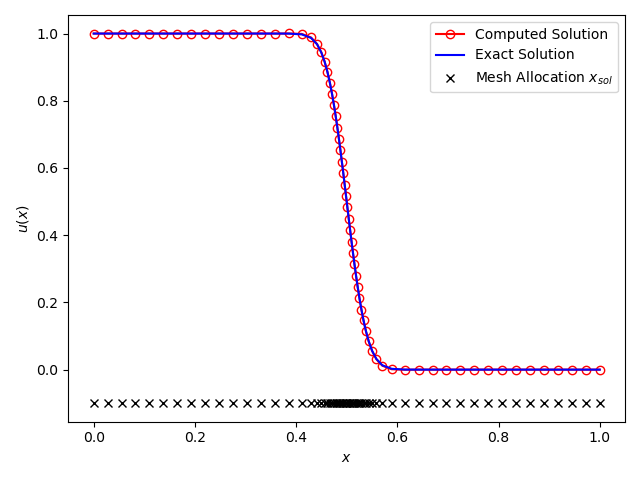 Computed Solution
Exact Solution
Mesh Allocation x_{sol}
1.0
0.8
0.6
0.4
0.2
0.0
u(x)
0.0 0.2 0.4 0.6 0.8 1.0
x